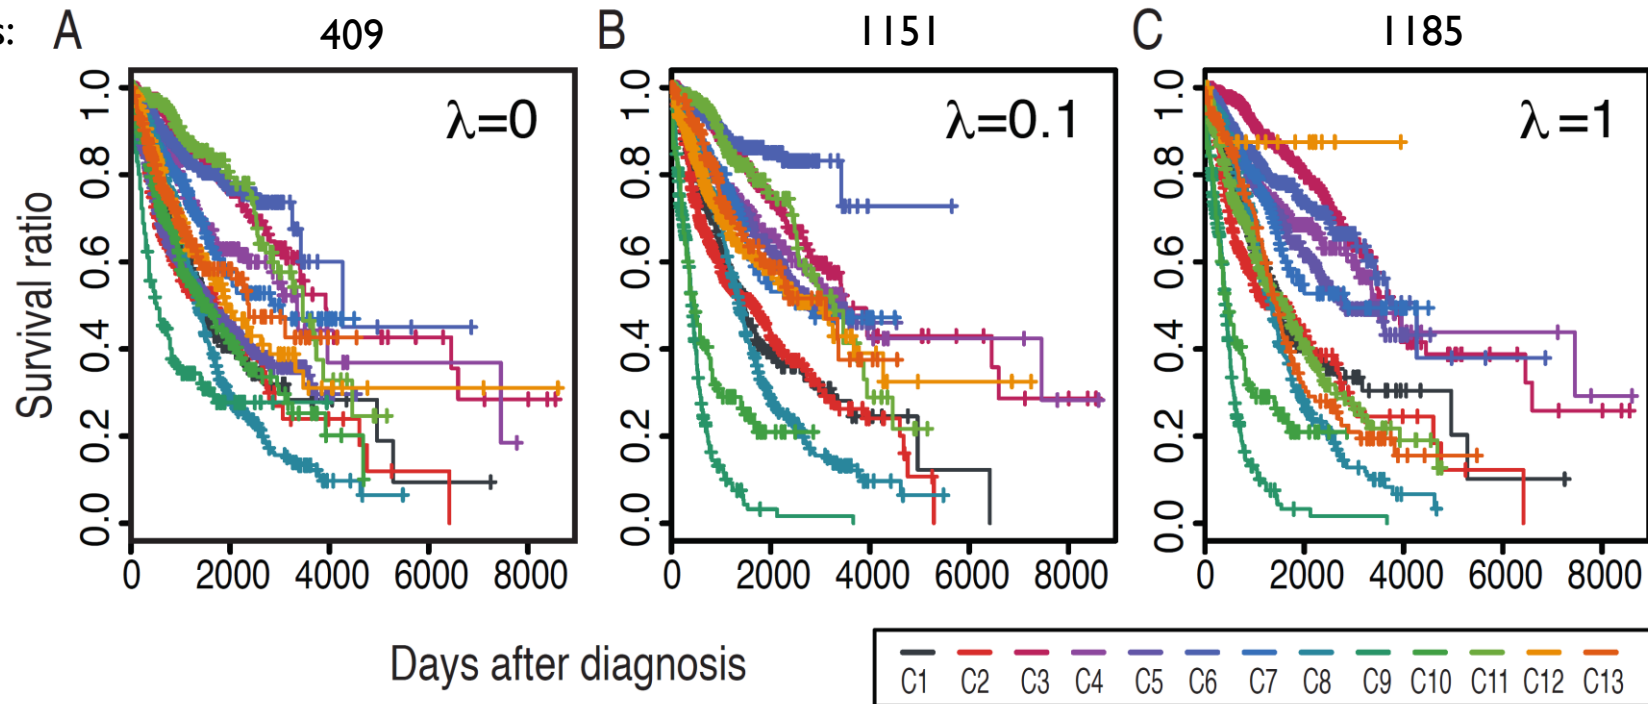 s: A 409 B 1151 C 1185
λ=0 λ=0.1 λ=1
Survival ratio
0.0 0.2 0.4 0.6 0.8 1.0
0.0 0.2 0.4 0.6 0.8 1.0
0.0 0.2 0.4 0.6 0.8 1.0
0 2000 4000 6000 8000 0 2000 4000 6000 8000 0 2000 4000 6000 8000
Days after diagnosis
C1 C2 C3 C4 C5 C6 C7 C8 C9 C10 C11 C12 C13